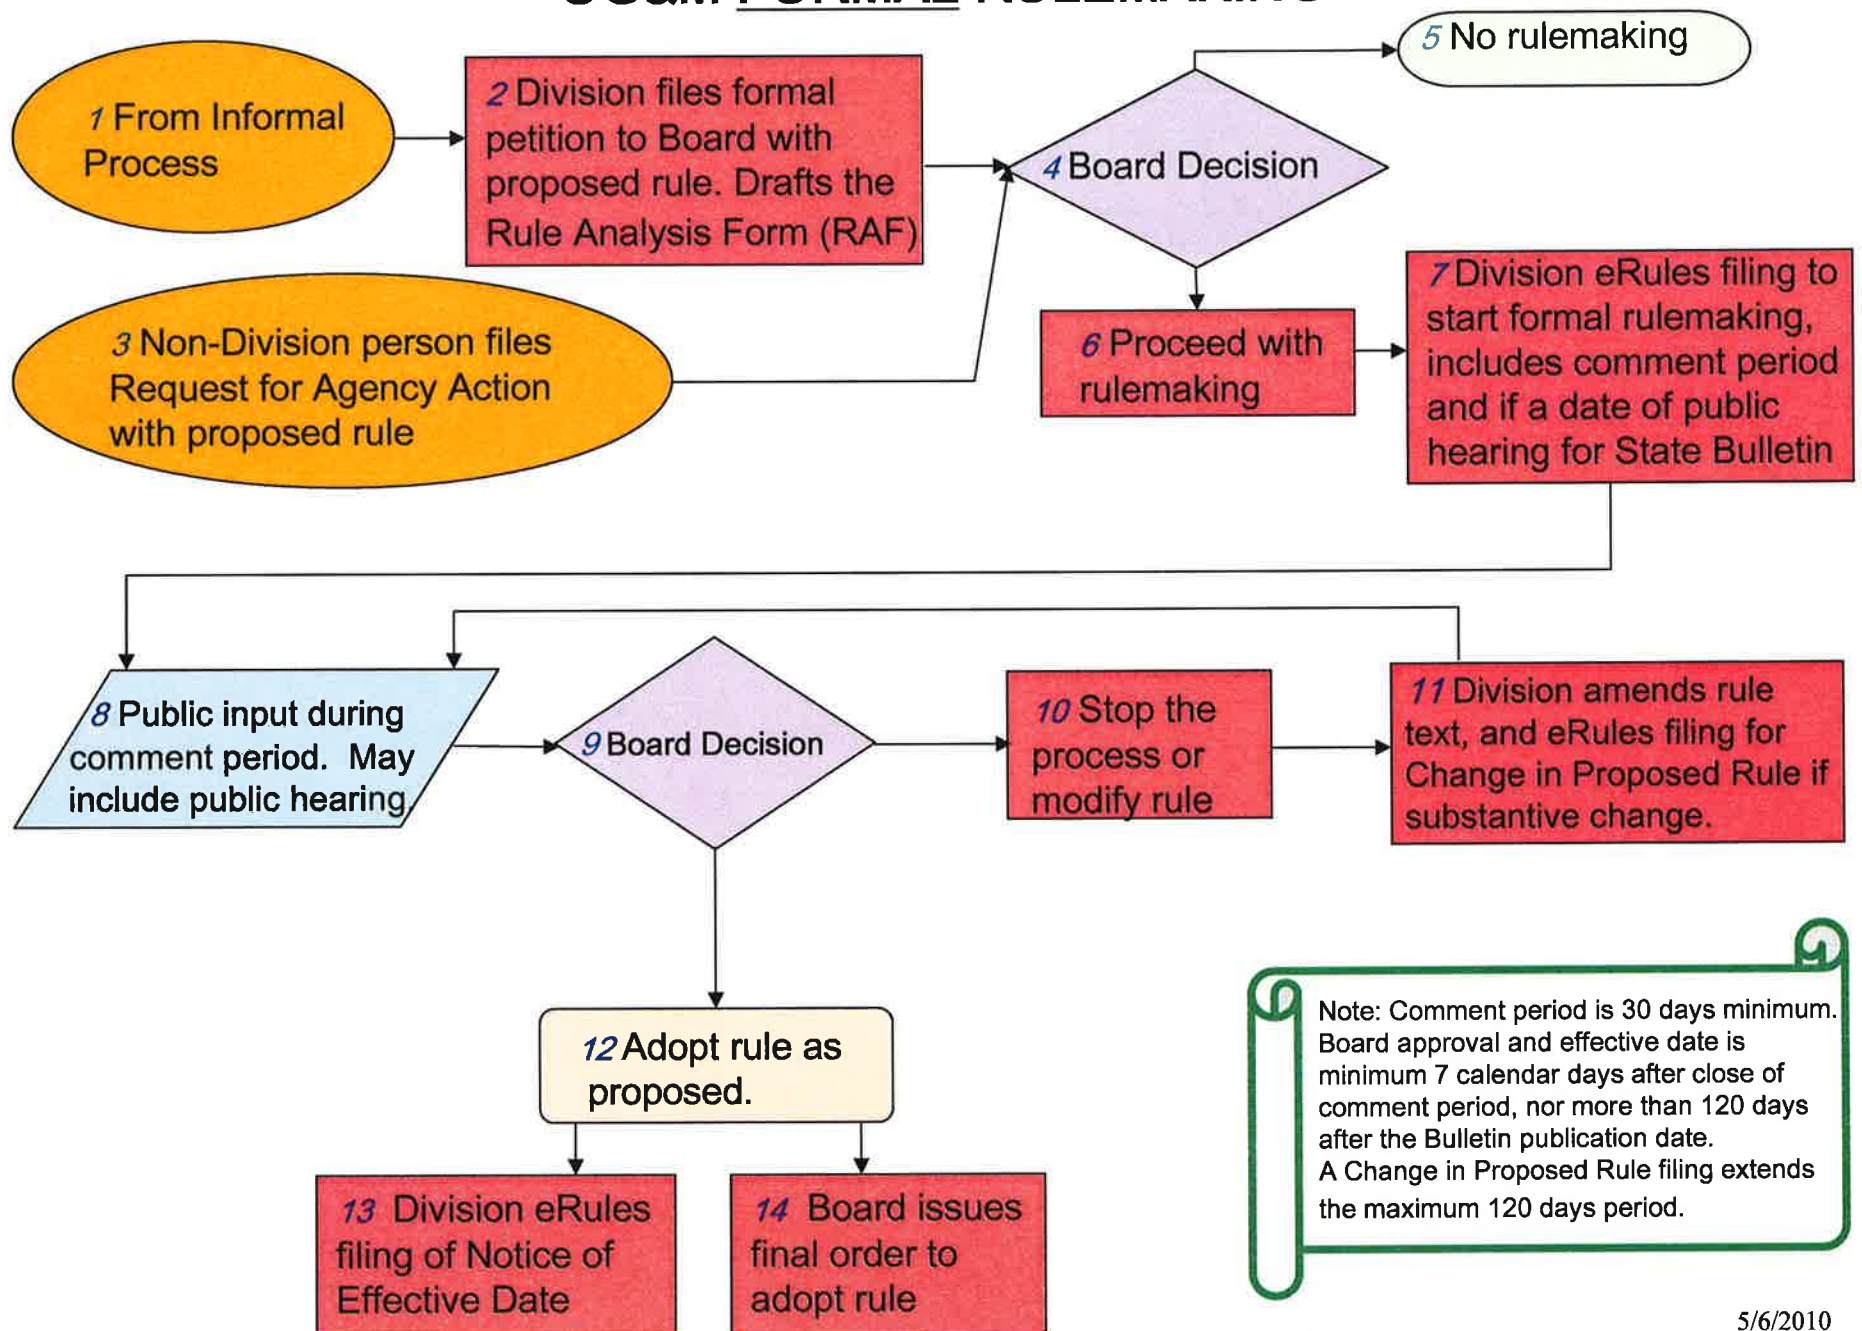 FORMAL RULEMAKING
1 From Informal
Process
2 Division files formal
petition to Board with
proposed rule. Drafts the
Rule Analysis Form (RAF)
3 Non-Division person files
Request for Agency Action
with proposed rule
4 Board Decision
5 No rulemaking
6 Proceed with
rulemaking
7 Division eRules filing to
start formal rulemaking,
includes comment period
and if a date of public
hearing for State Bulletin
8 Public input during
comment period. May
include public hearing.
9 Board Decision
10 Stop the
process or
modify rule
11 Division amends rule
text, and eRules filing for
Change in Proposed Rule if
substantive change.
12 Adopt rule as
proposed.
13 Division eRules
filing of Notice of
Effective Date
14 Board issues
final order to
adopt rule
Note: Comment period is 30 days minimum.
Board approval and effective date is
minimum 7 calendar days after close of
comment period, nor more than 120 days
after the Bulletin publication date.
A Change in Proposed Rule filing extends
the maximum 120 days period.
5/6/2010